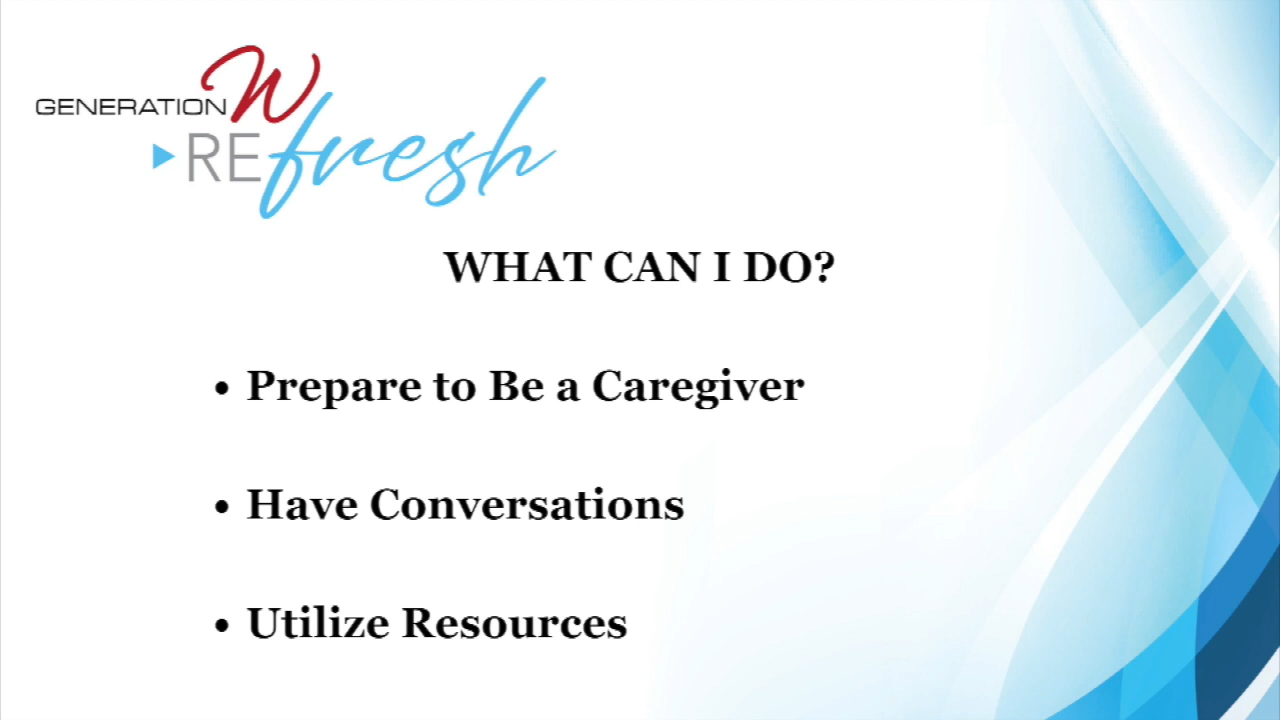 GENERATION W
REfresh
WHAT CAN I DO?
• Prepare to Be a Caregiver
• Have Conversations
• Utilize Resources